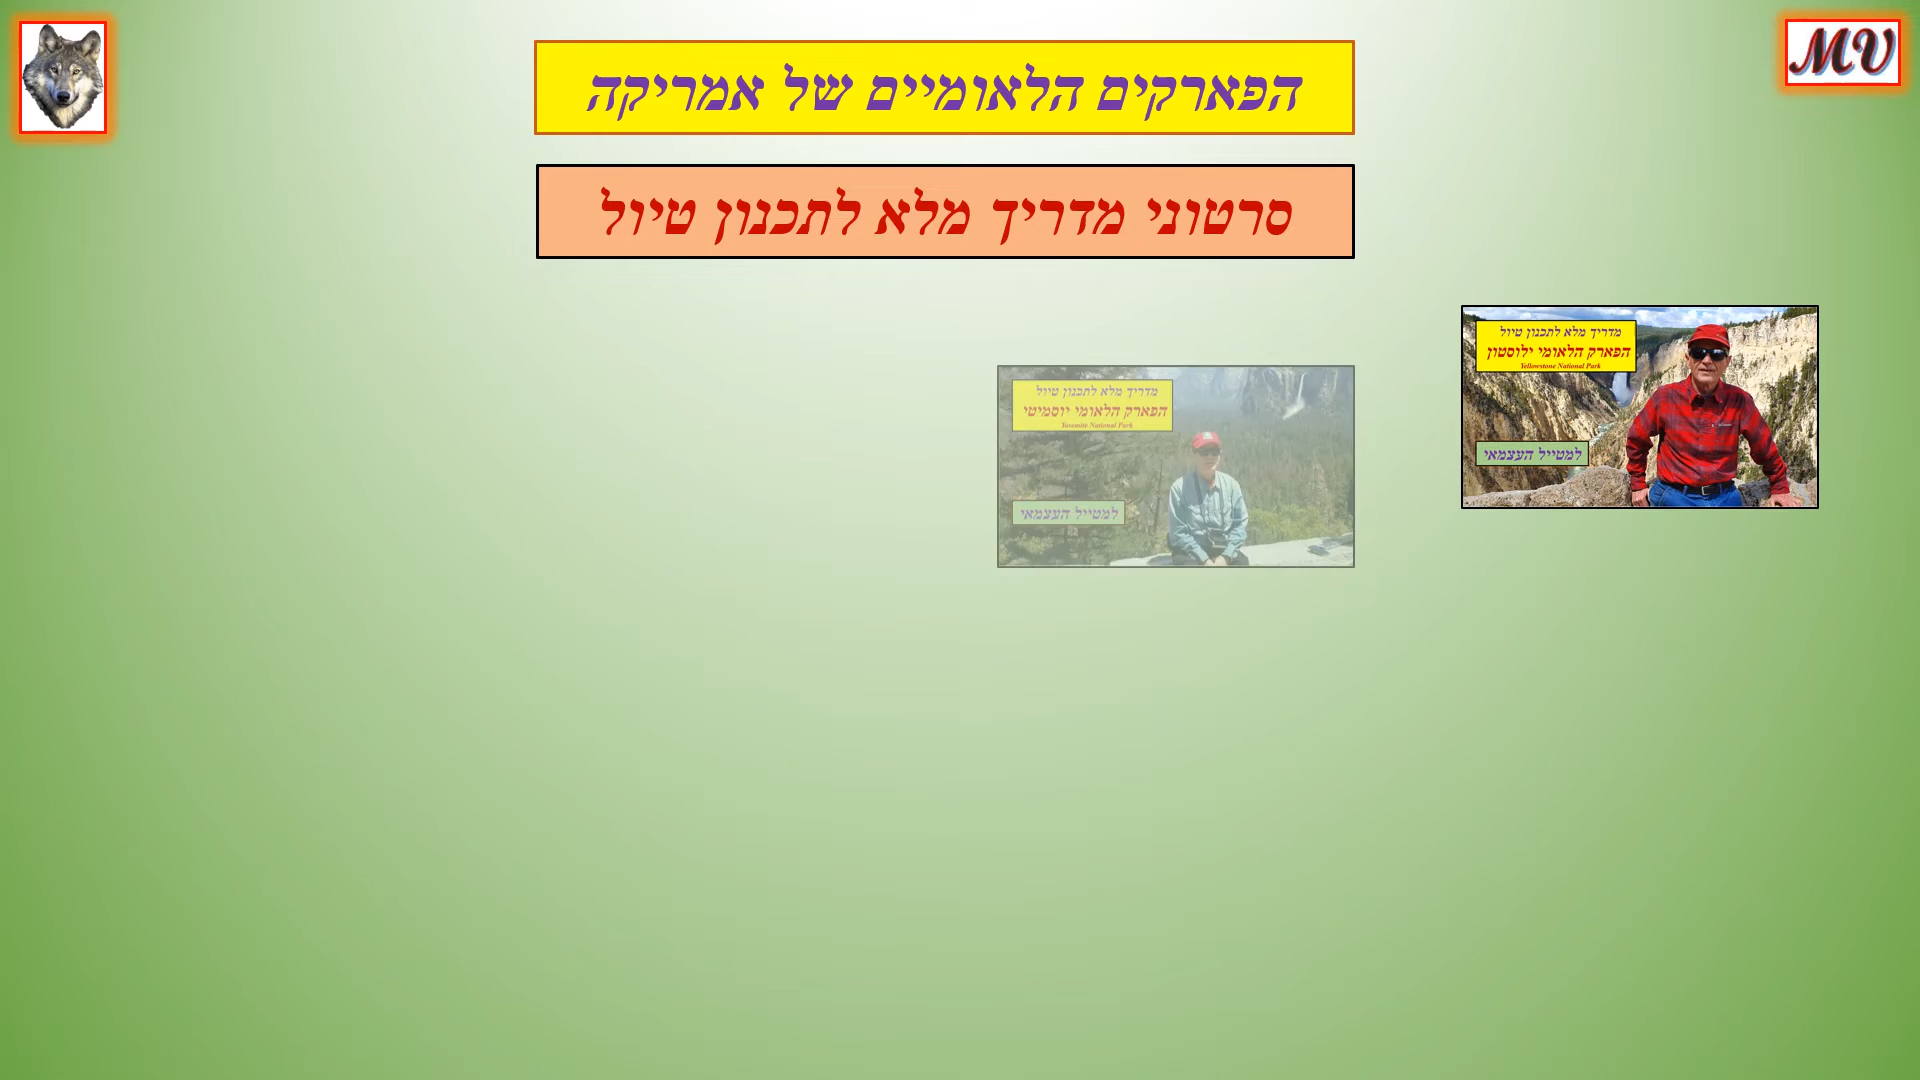 MV
הפארקים הלאומיים של אמריקה
סרטוני מדריך מלא לתכנון טיול
מדריך מלא לתכנון טיול
הפארק הלאומי ילוסטון
Yellowstone National Park
למטייל העצמאי
מדריך מלא לתכנון טיול
הפארק הלאומי יוסמיטי
Yosemite National Park
למטייל העצמאי